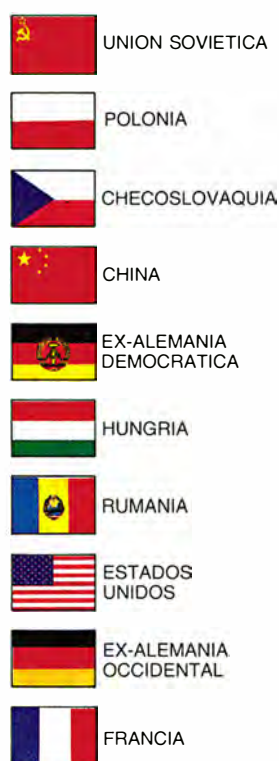 UNION SOVIETICA
POLONIA
CHECOSLOVAQUIA
CHINA
EX-ALEMANIA
DEMOCRATICA
HUNGRIA
RUMANIA
ESTADOS
UNIDOS
EX-ALEMANIA
OCCIDENTAL
FRANCIA